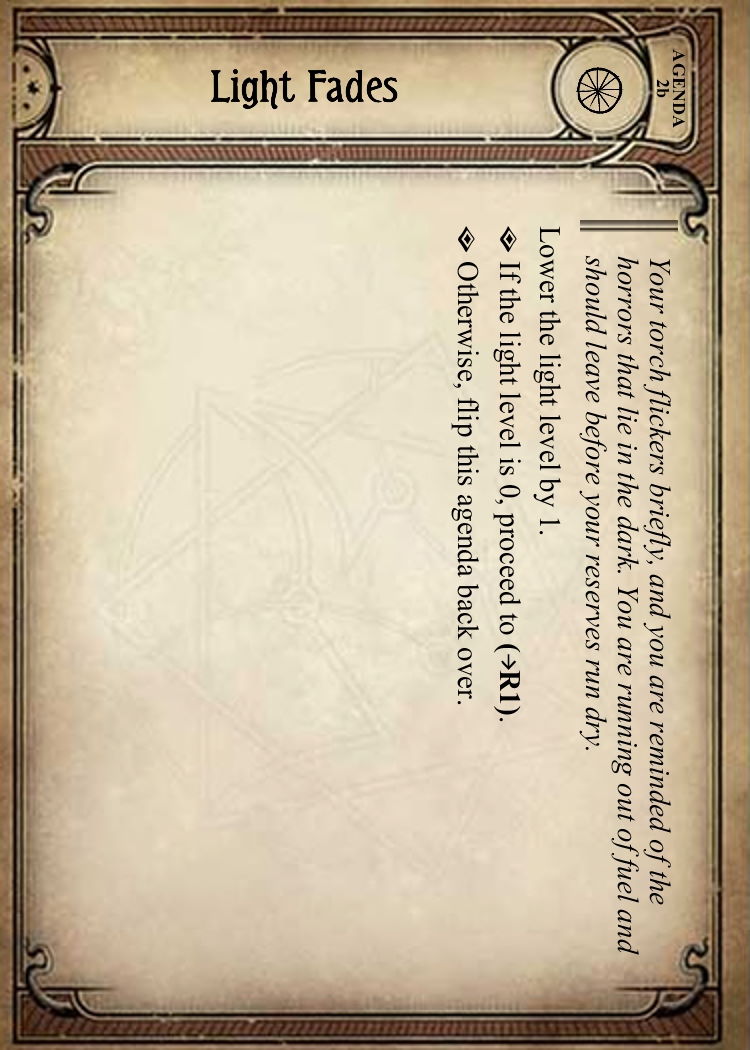 AGENDA
2b
Light Fades
Your torch flickers briefly, and you are reminded of the
horrors that lie in the dark. You are running out of fuel and
should leave before your reserves run dry.
Lower the light level by 1.
If the light level is 0, proceed to (→R1).
Otherwise, flip this agenda back over.